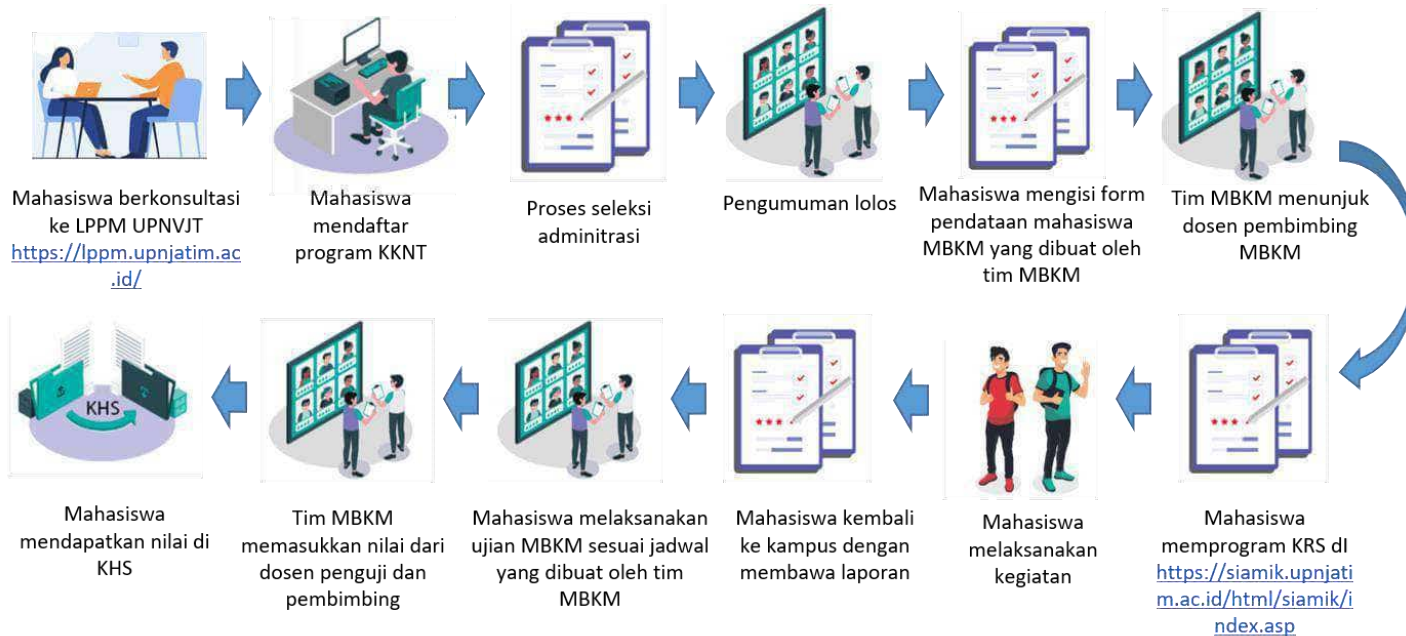 Mahasiswa berkonsultasi
ke LPPM UPNVJT
https://lppm.upnjatim.ac
.id/
Mahasiswa
mendaftar
program KKNT
Proses seleksi
adminitrasi
Pengumuman lolos
Mahasiswa mengisi form
pendataan mahasiswa
MBKM yang dibuat oleh
tim MBKM
Tim MBKM menunjuk
dosen pembimbing
MBKM
Mahasiswa
memprogram KRS dI
https://siamik.upnjati
m.ac.id/html/siamik/i
ndex.asp
Mahasiswa
melaksanakan
kegiatan
Mahasiswa kembali
ke kampus dengan
membawa laporan
Mahasiswa melaksanakan
ujian MBKM sesuai jadwal
yang dibuat oleh tim
MBKM
Tim MBKM
memasukkan nilai dari
dosen penguji dan
pembimbing
KHS
Mahasiswa
mendapatkan nilai di
KHS